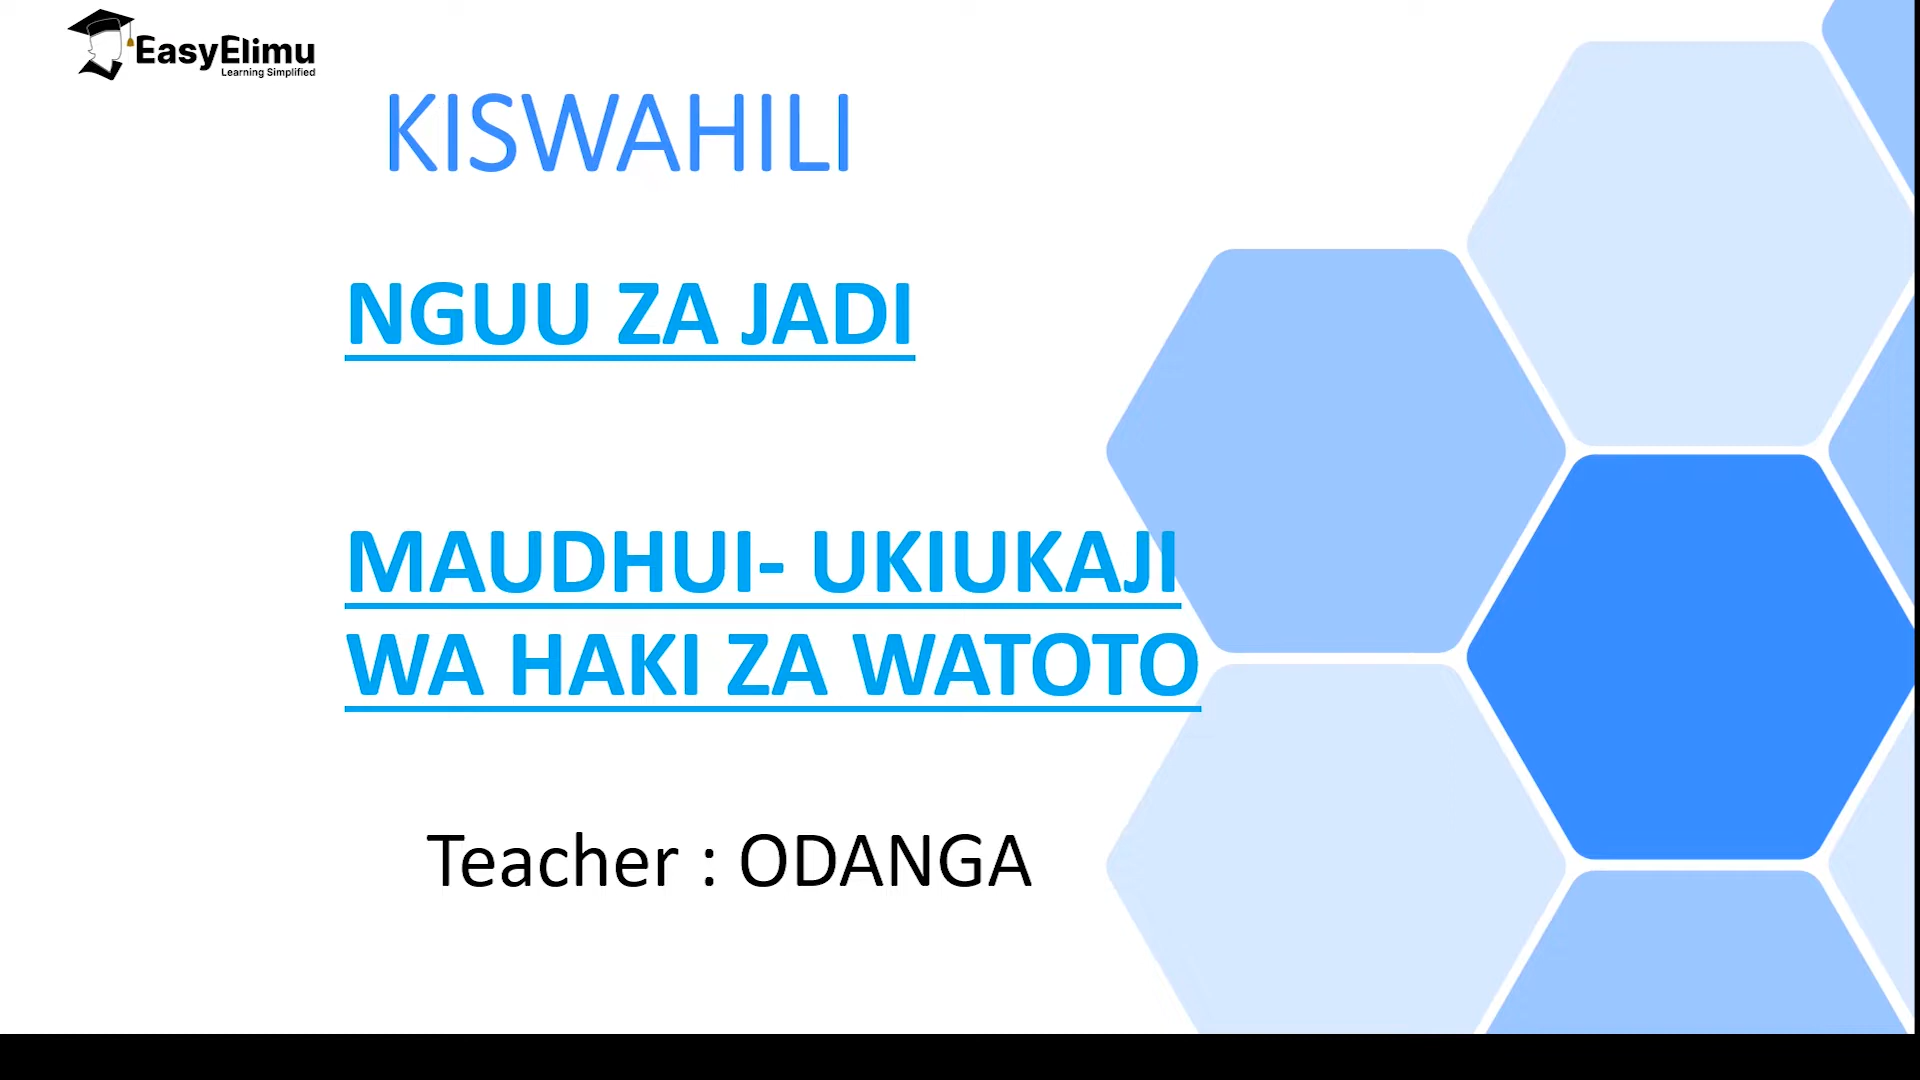 EasyElimu
Learning Simplified
KISWAHILI
NGUU ZA JADI
MAUDHUI- UKIUKAJI
WA HAKI ZA WATOTO
Teacher : ODANGA